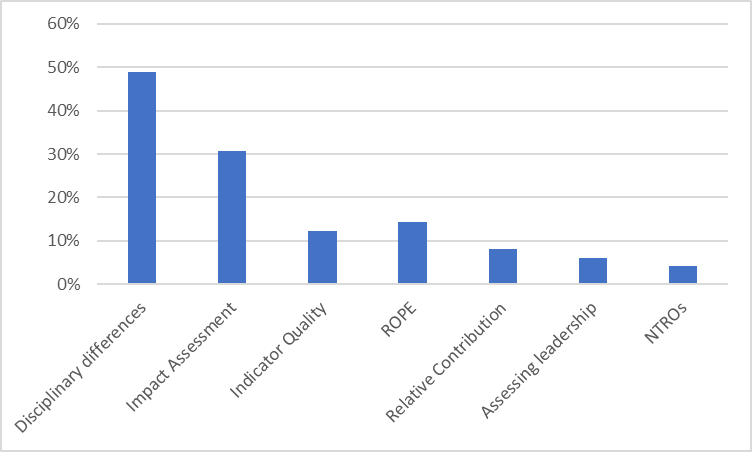 60%
50%
40%
30%
20%
10%
0%
Disciplinary differences
Impact Assessment
Indicator Quality
ROPE
Relative Contribution
Assessing leadership
NTROs